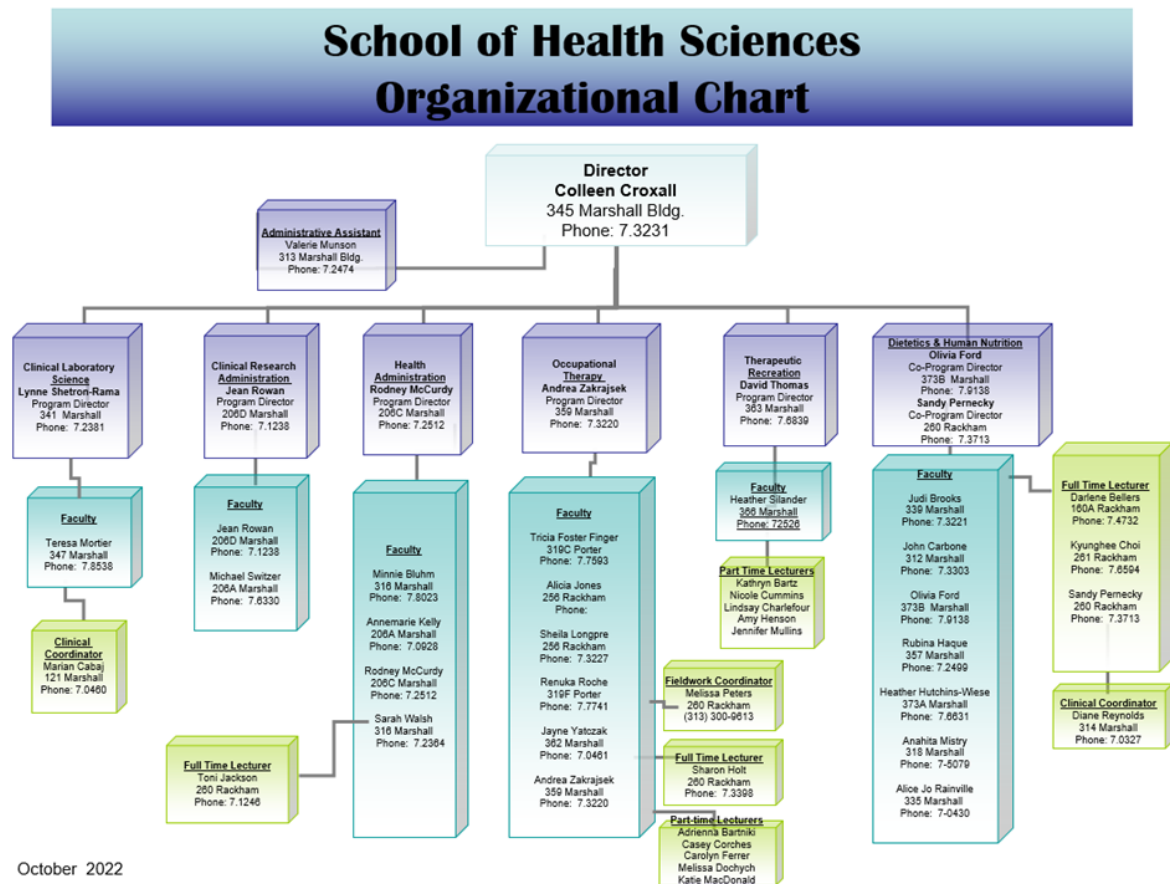 School of Health Sciences
Organizational Chart
Director
Colleen Croxall
345 Marshall Bldg.
Phone: 7.3231
Administrative Assistant
Valerie Munson
313 Marshall Bldg.
Phone: 7.2474
Clinical Laboratory
Science
Lynne Shetron-Rama
Program Director
341 Marshall
Phone: 7.2381
Clinical Research
Administration
Jean Rowan
Program Director
206D Marshall
Phone: 7.1238
Health
Administration
Rodney McCurdy
Program Director
206C Marshall
Phone: 7.2512
Occupational
Therapy
Andrea Zakrajsek
Program Director
359 Marshall
Phone: 7.3220
Therapeutic
Recreation
David Thomas
Program Director
363 Marshall
Phone: 7.6839
Dietetics & Human Nutrition
Olivia Ford
Co-Program Director
373B Marshall
Phone: 7.9138
Sandy Pernecky
Co-Program Director
260 Rackham
Phone: 7.3713
Faculty
Teresa Mortier
347 Marshall
Phone: 7.8538
Clinical
Coordinator
Marian Cabaj
121 Marshall
Phone: 7.0460
Faculty
Jean Rowan
206D Marshall
Phone: 7.1238
Michael Switzer
206A Marshall
Phone: 7.6330
Faculty
Minnie Bluhm
316 Marshall
Phone: 7.8023
Annemarie Kelly
206A Marshall
Phone: 7.0928
Rodney McCurdy
206C Marshall
Phone: 7.2512
Sarah Walsh
316 Marshall
Phone: 7.2364
Full Time Lecturer
Toni Jackson
260 Rackham
Phone: 7.1246
Faculty
Tricia Foster Finger
319C Porter
Phone: 7.7593
Alicia Jones
256 Rackham
Phone:
Sheila Longpre
256 Rackham
Phone: 7.3227
Renuka Roche
319F Porter
Phone: 7.7741
Jayne Yatczak
362 Marshall
Phone: 7.0461
Andrea Zakrajsek
359 Marshall
Phone: 7.3220
Fieldwork Coordinator
Melissa Peters
260 Rackham
(313) 300-9613
Full Time Lecturer
Sharon Holt
260 Rackham
Phone: 7.3398
Part-time Lecturers
Adrienna Bartniki
Casey Corches
Carolyn Ferrer
Melissa Dochych
Katie MacDonald
Faculty
Heather Silander
366 Marshall
Phone: 72526
Part Time Lecturers
Kathryn Bartz
Nicole Cummins
Lindsay Charlefour
Amy Henson
Jennifer Mullins
Faculty
Judi Brooks
339 Marshall
Phone: 7.3221
John Carbone
312 Marshall
Phone: 7.3303
Olivia Ford
373B Marshall
Phone: 7.9138
Rubina Haque
357 Marshall
Phone: 7.2499
Heather Hutchins-Wiese
373A Marshall
Phone: 7.6631
Anahita Mistry
318 Marshall
Phone: 7-5079
Alice Jo Rainville
335 Marshall
Phone: 7-0430
Full Time Lecturer
Darlene Bellers
160A Rackham
Phone: 7.4732
Kyunghee Choi
261 Rackham
Phone: 7.6594
Sandy Pernecky
260 Rackham
Phone: 7.3713
Clinical Coordinator
Diane Reynolds
314 Marshall
Phone: 7.0327
October 2022